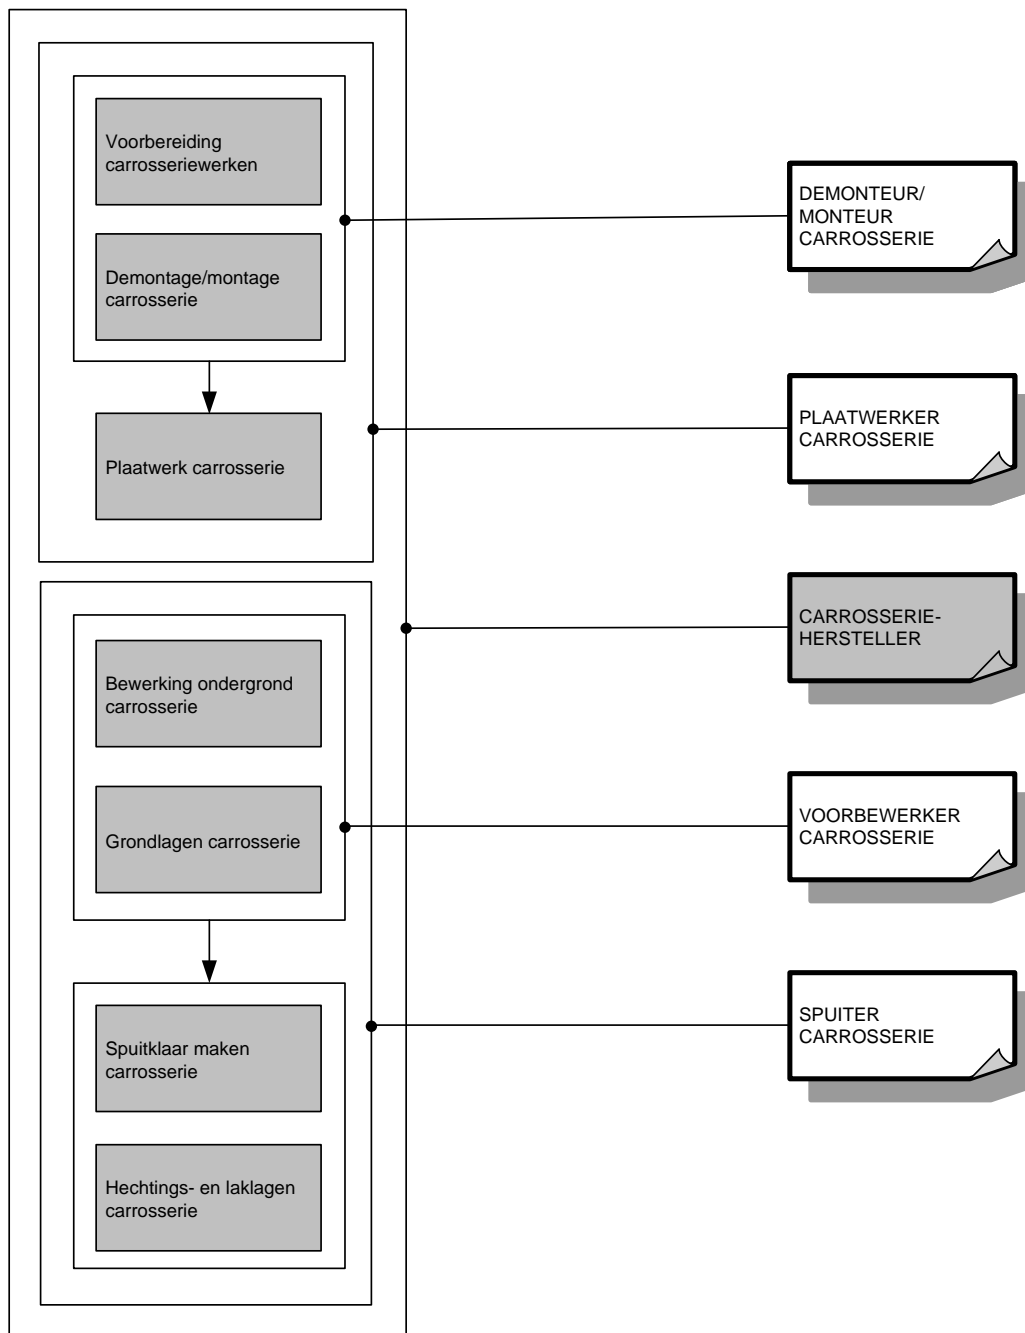 Voorbereiding
carrosseriewerken
Demontage/montage
carrosserie
Plaatwerk carrosserie
Bewerking ondergrond
carrosserie
Grondlagen carrosserie
Spuitklaar maken
carrosserie
Hechtings- en laklagen
carrosserie
DEMONTEUR/
MONTEUR
CARROSSERIE
PLAATWERKER
CARROSSERIE
CARROSSERIE-
HERSTELLER
VOORBEWERKER
CARROSSERIE
SPUITER
CARROSSERIE